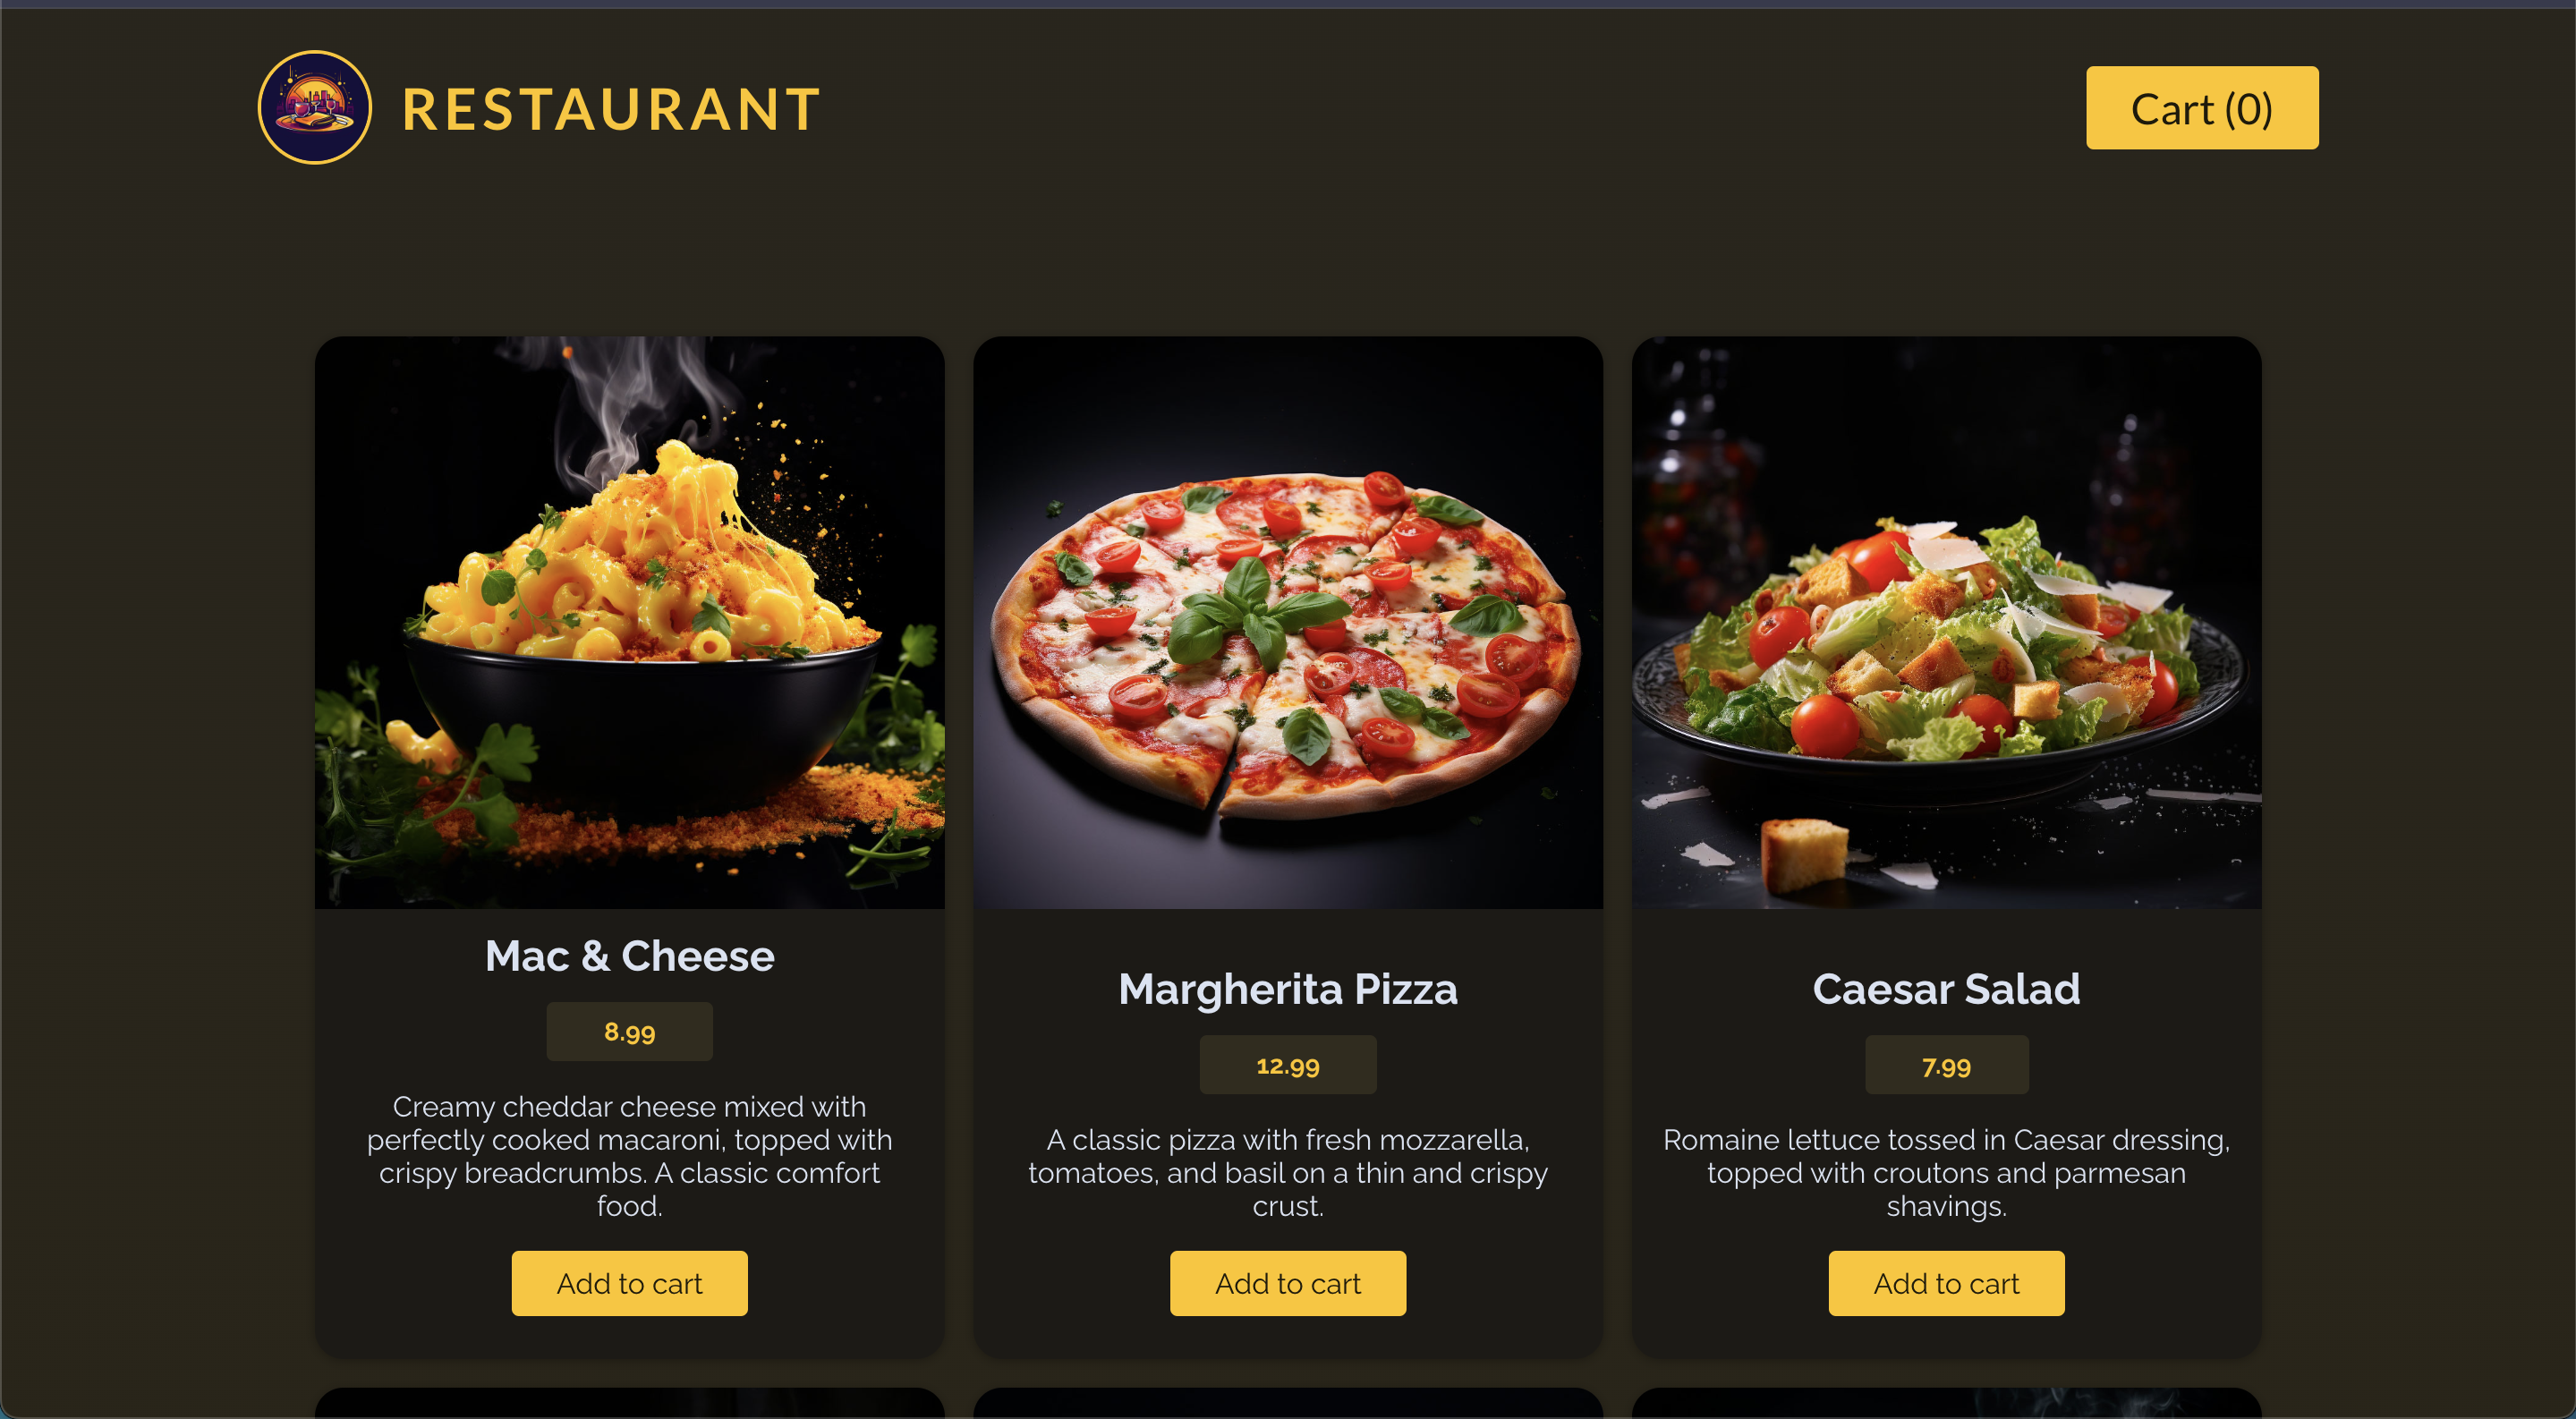 RESTAURANT
Cart (0)
Mac & Cheese
8.99
Creamy cheddar cheese mixed with
perfectly cooked macaroni, topped with
crispy breadcrumbs. A classic comfort
food.
Add to cart
Margherita Pizza
12.99
A classic pizza with fresh mozzarella,
tomatoes, and basil on a thin and crispy
crust.
Add to cart
Caesar Salad
7.99
Romaine lettuce tossed in Caesar dressing,
topped with croutons and parmesan
shavings.
Add to cart